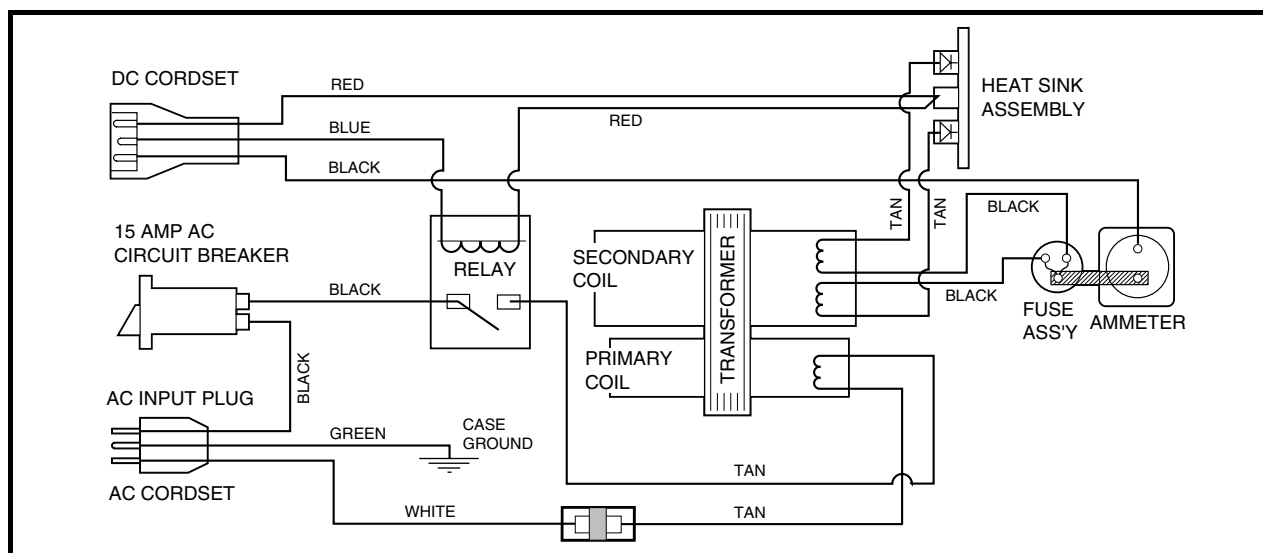 DC CORDSET
RED
BLUE
BLACK
RED
HEAT SINK
ASSEMBLY
15 AMP AC
CIRCUIT BREAKER
BLACK
RELAY
SECONDARY
COIL
TRANSFORMER
TAN
TAN
BLACK
BLACK
FUSE
ASS'Y
AMMETER
PRIMARY
COIL
BLACK
AC INPUT PLUG
GREEN
CASE
GROUND
AC CORDSET
TAN
WHITE
TAN